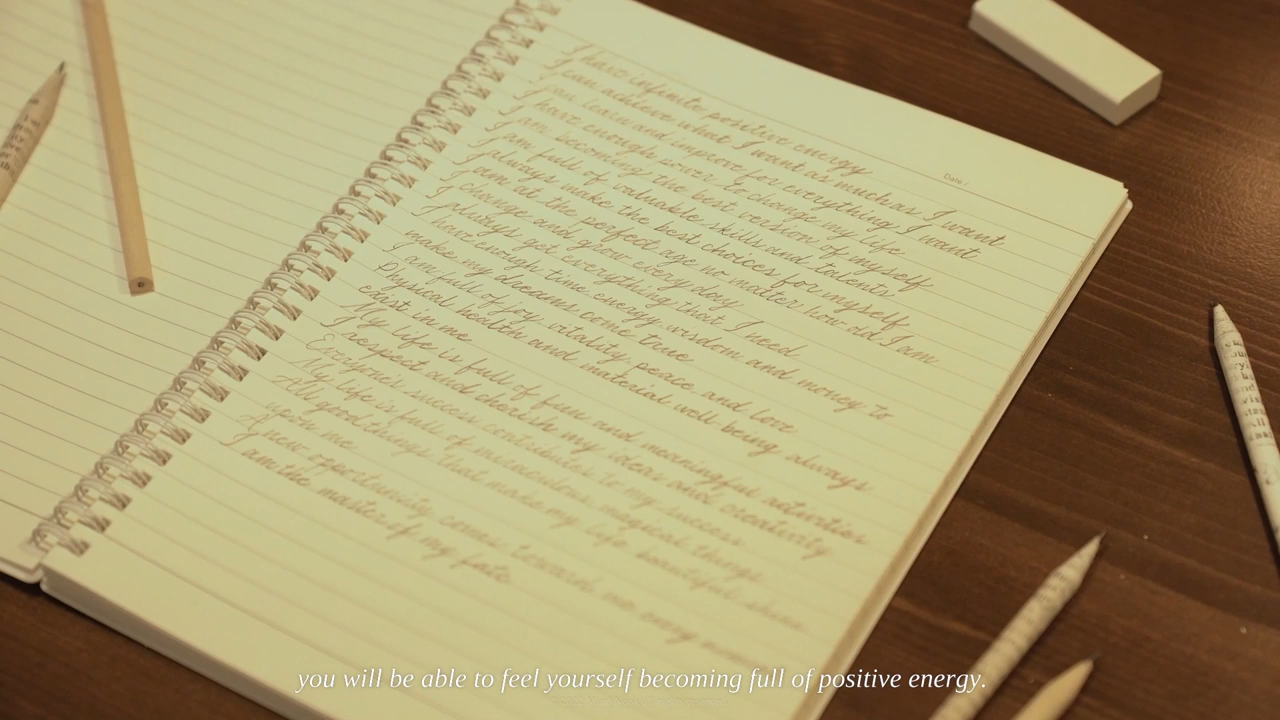 Date /
I have infinite positive energy
I can achieve what I want as much as I want
I can learn and improve for everything I want
I have enough power to change my life
I am becoming the best version of myself
I am full of valuable skills and talents
I always make the best choices for myself
I am at the perfect age no matter how old I am
I change and grow every day
I always get everything that I need
I have enough time, energy, wisdom and money to
make my dreams come true
I am full of joy, vitality, peace and love
Physical health and material well-being always
exist in me
My life is full of fun and meaningful activities
I respect and cherish my ideas and creativity
Everyone's success contributes to my success
My life is full of miraculous, magical things
All good things that made my life beautiful
up to me
A new opportunity comes toward me every
I am the master of my fate
you will be able to feel yourself becoming full of positive energy.